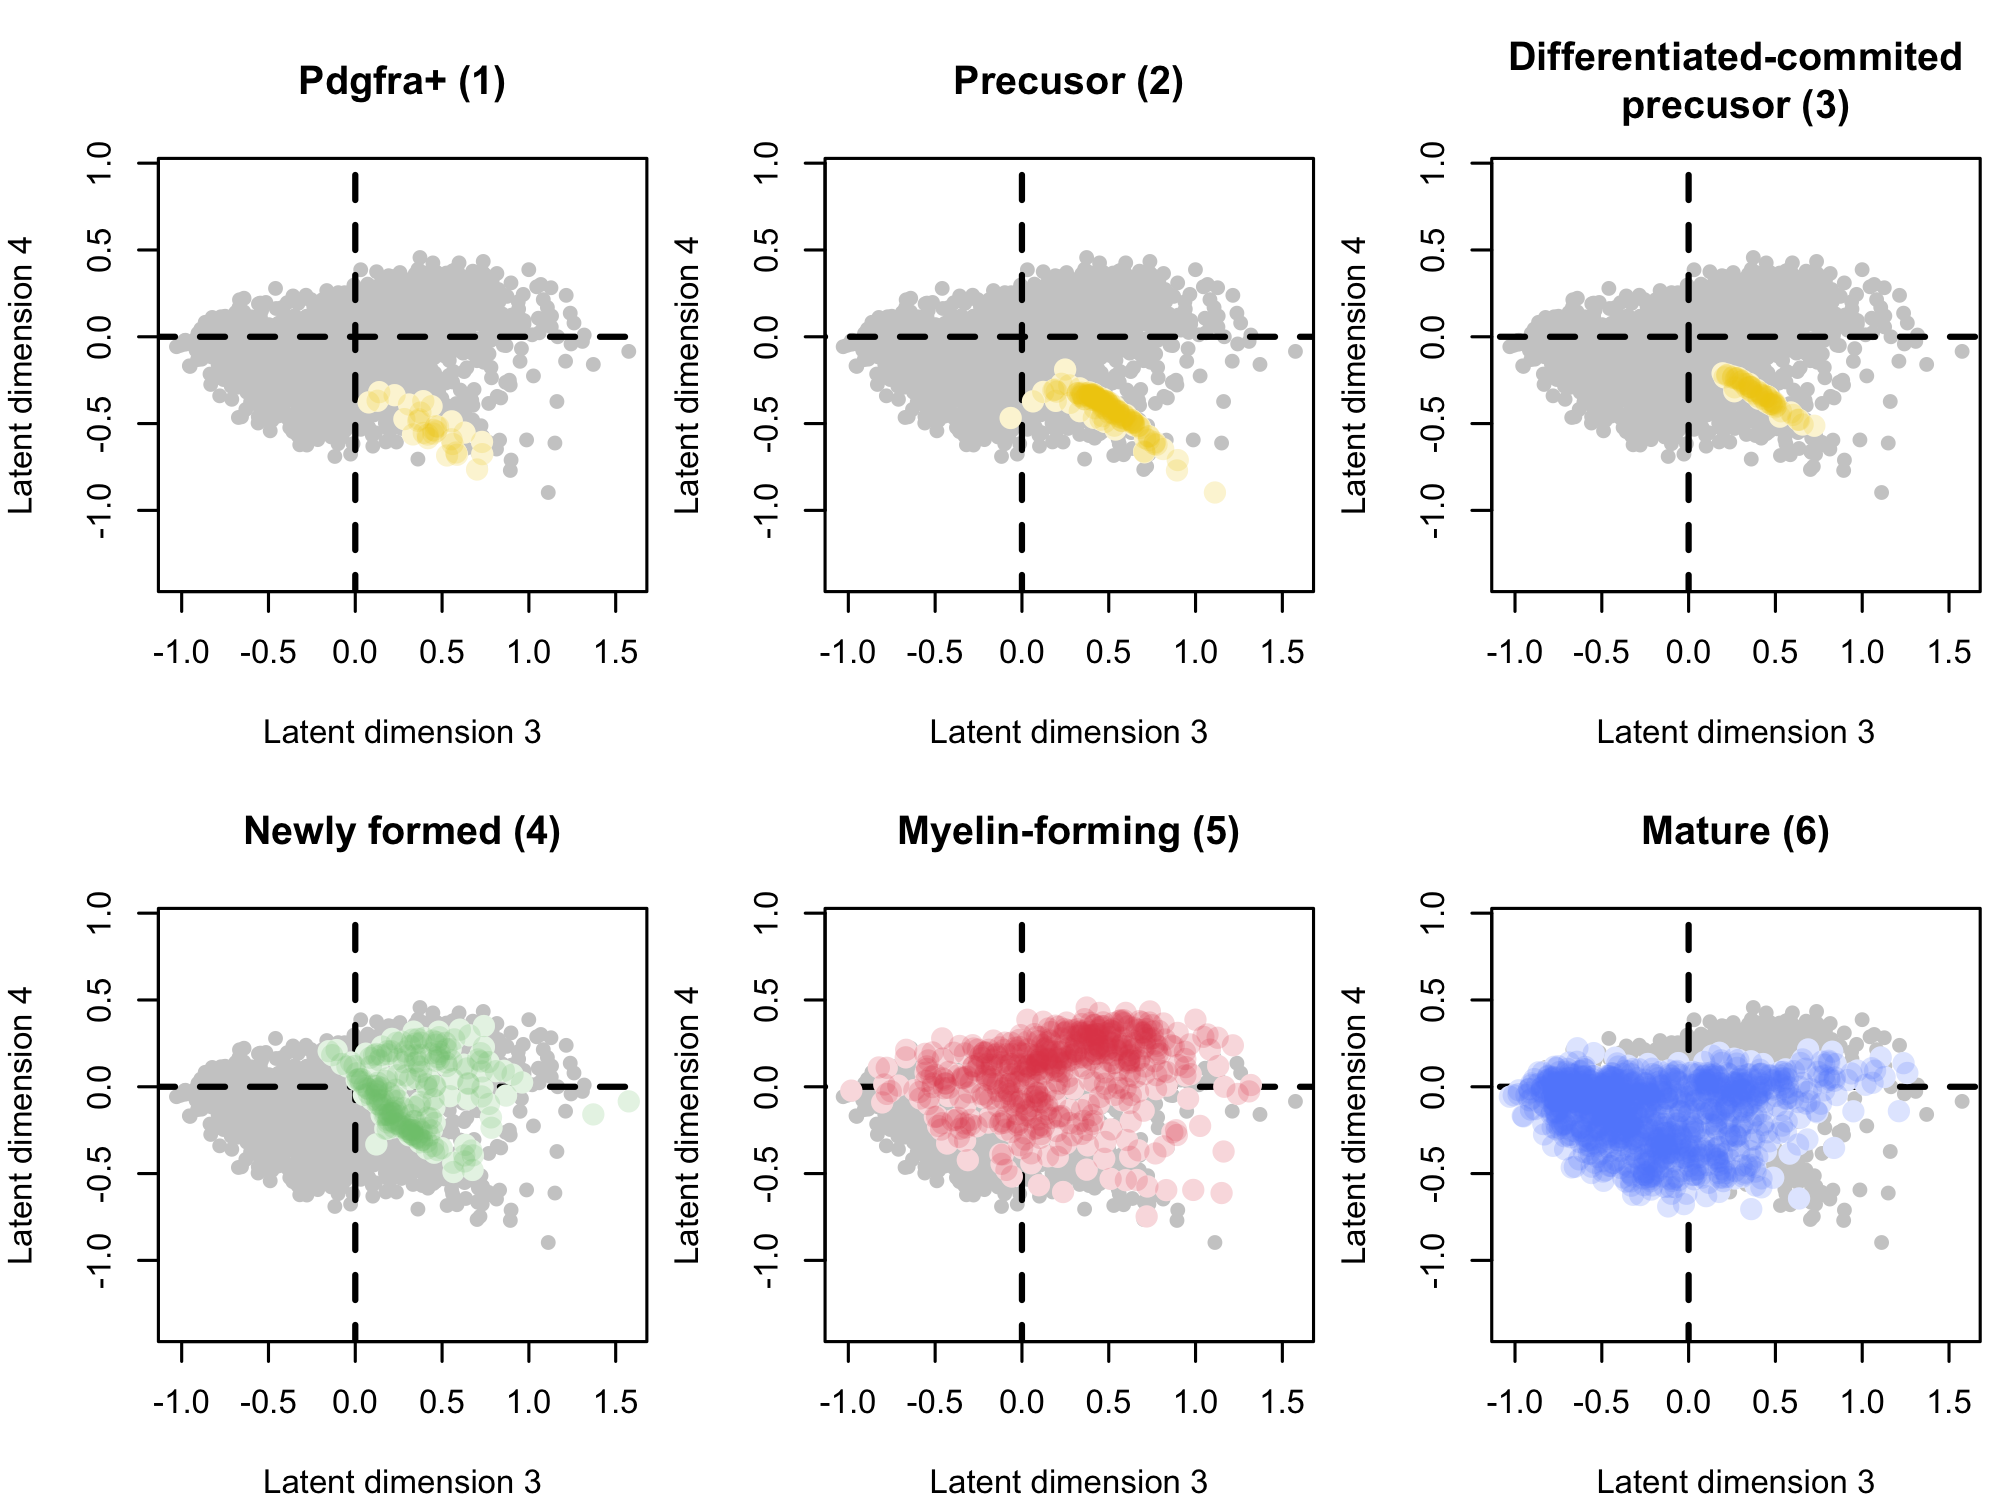 Pdgfra+ (1)
1.0
0.5
0.0
-0.5
-1.0
Latent dimension 4
-1.0 -0.5 0.0 0.5 1.0 1.5
Latent dimension 3
Precusor (2)
1.0
0.5
0.0
-0.5
-1.0
Latent dimension 4
-1.0 -0.5 0.0 0.5 1.0 1.5
Latent dimension 3
Differentiated-commited
precusor (3)
1.0
0.5
0.0
-0.5
-1.0
Latent dimension 4
-1.0 -0.5 0.0 0.5 1.0 1.5
Latent dimension 3
Newly formed (4)
1.0
0.5
0.0
-0.5
-1.0
Latent dimension 4
-1.0 -0.5 0.0 0.5 1.0 1.5
Latent dimension 3
Myelin-forming (5)
1.0
0.5
0.0
-0.5
-1.0
Latent dimension 4
-1.0 -0.5 0.0 0.5 1.0 1.5
Latent dimension 3
Mature (6)
1.0
0.5
0.0
-0.5
-1.0
Latent dimension 4
-1.0 -0.5 0.0 0.5 1.0 1.5
Latent dimension 3